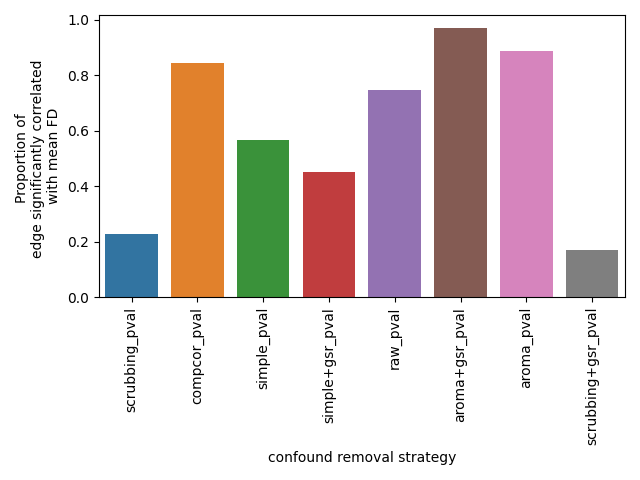 Proportion of
edge significantly correlated
with mean FD
1.0
0.8
0.6
0.4
0.2
0.0
scrubbing_pval
compcor_pval
simple_pval
simple+gsr_pval
raw_pval
aroma+gsr_pval
aroma_pval
scrubbing+gsr_pval
confound removal strategy